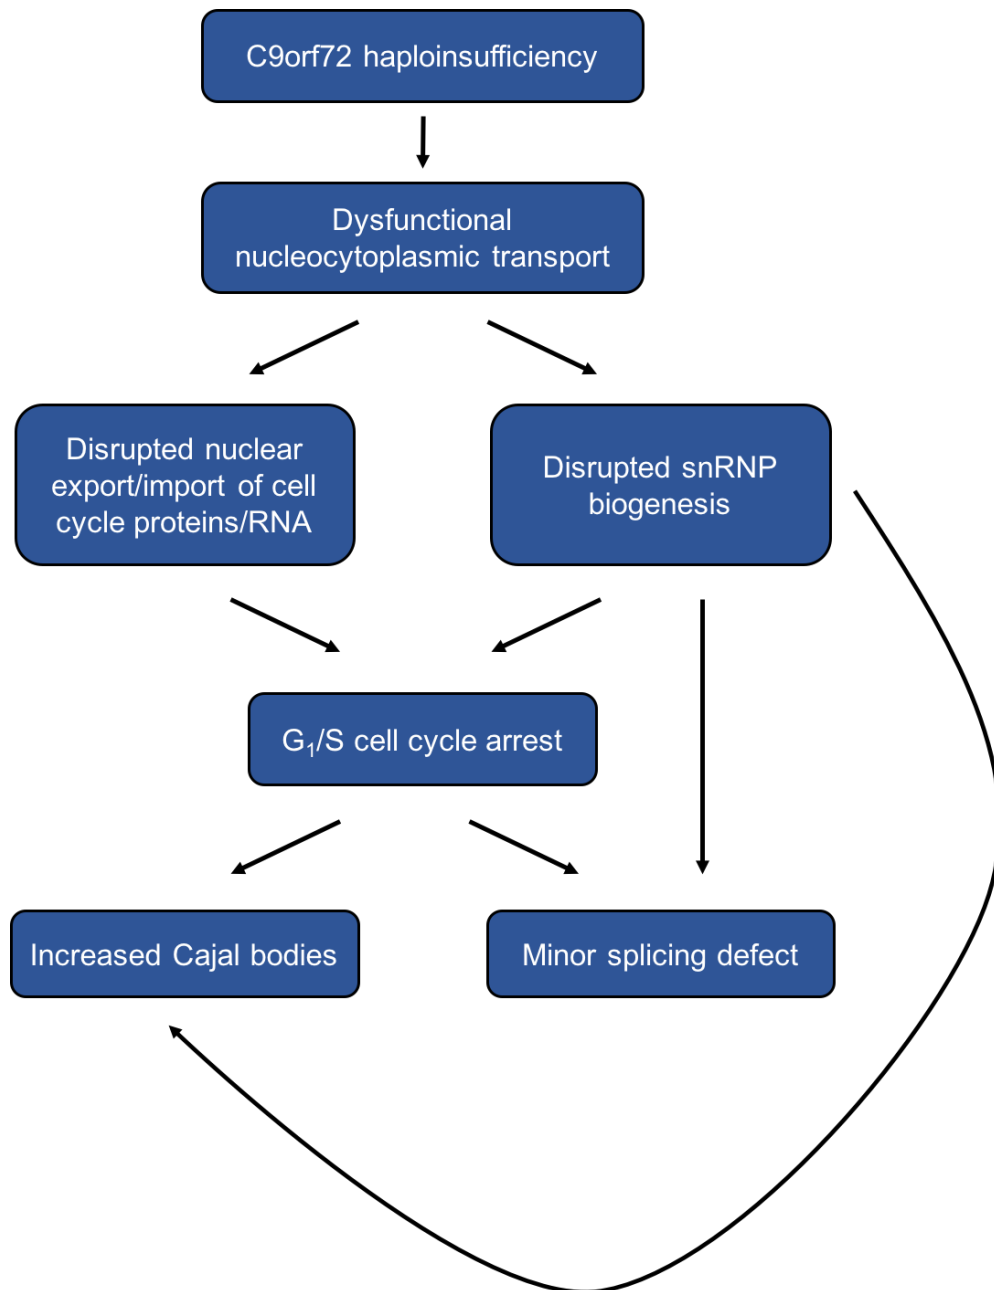 C9orf72 haploinsufficiency
Dysfunctional
nucleocytoplasmic transport
Disrupted nuclear
export/import of cell
cycle proteins/RNA
Disrupted snRNP
biogenesis
G₁/S cell cycle arrest
Increased Cajal bodies
Minor splicing defect